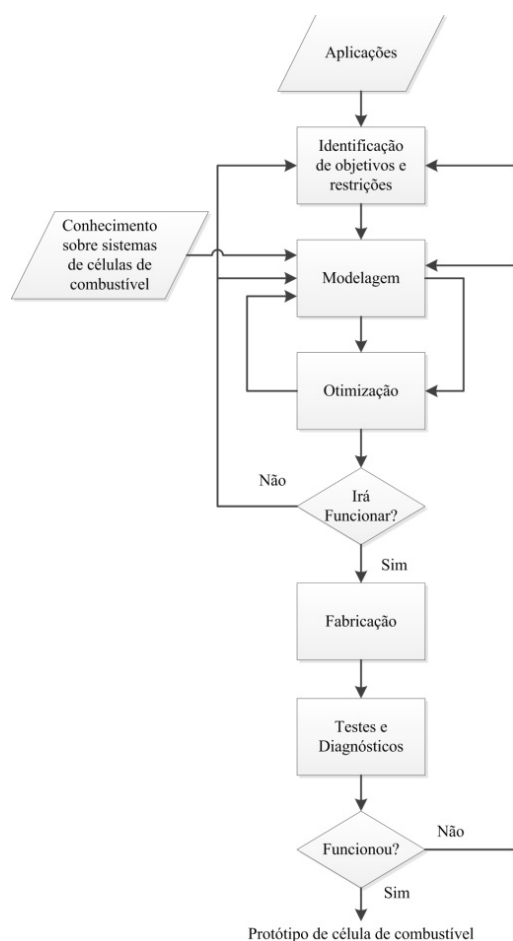 Aplicações
Identificação
de objetivos e
restrições
Conhecimento
sobre sistemas
de células de
combustível
Modelagem
Otimização
Não
Irá
Funcionar?
Sim
Fabricação
Testes e
Diagnósticos
Não
Funcionou?
Sim
Protótipo de célula de combustível